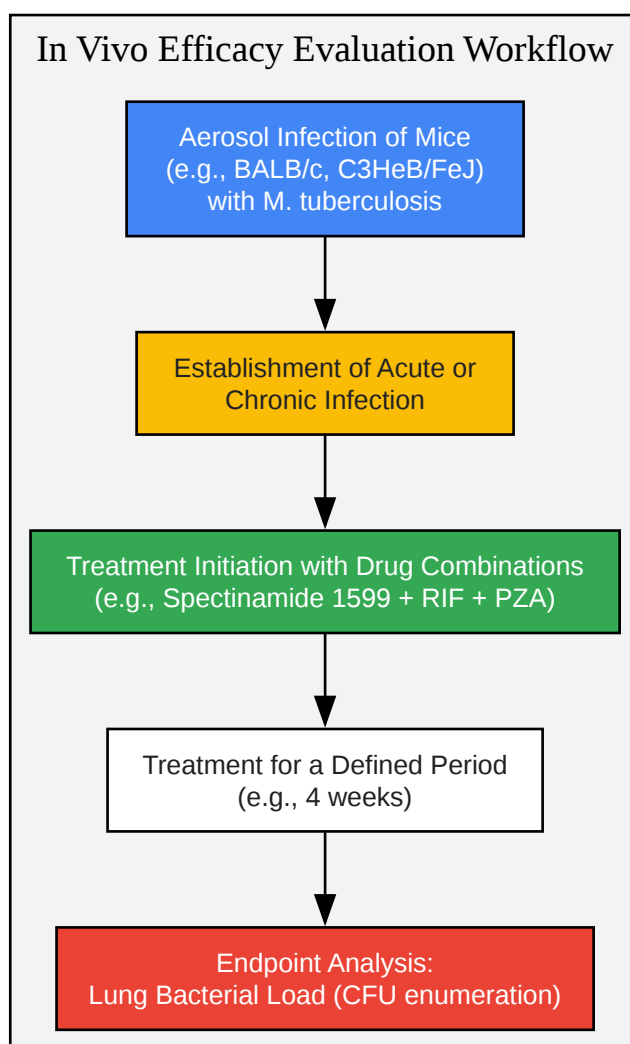 In Vivo Efficacy Evaluation Workflow
Aerosol Infection of Mice
(e.g., BALB/c, C3HeB/FeJ)
with M. tuberculosis
Establishment of Acute or
Chronic Infection
Treatment Initiation with Drug Combinations
(e.g., Spectinamide 1599 + RIF + PZA)
Treatment for a Defined Period
(e.g., 4 weeks)
Endpoint Analysis:
Lung Bacterial Load (CFU enumeration)